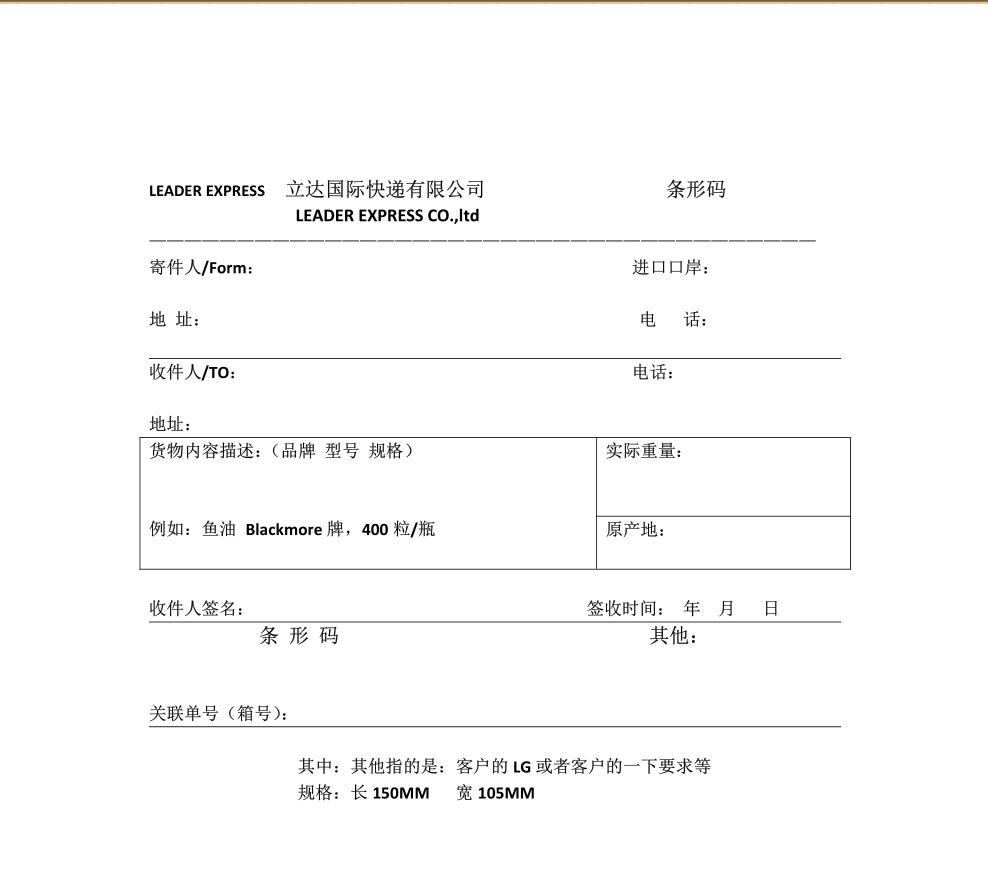 LEADER EXPRESS 立达国际快递有限公司 条形码
LEADER EXPRESS CO.,ltd
寄件人/Form： 进口口岸：
地 址： 电 话：
收件人/TO： 电话：
地址：
货物内容描述：（品牌 型号 规格） 实际重量：
例如：鱼油 Blackmore 牌，400 粒/瓶 原产地：
收件人签名： 签收时间： 年 月 日
条 形 码 其他：
关联单号（箱号）：
其中：其他指的是：客户的 LG 或者客户的一下要求等
规格：长 150MM 宽 105MM